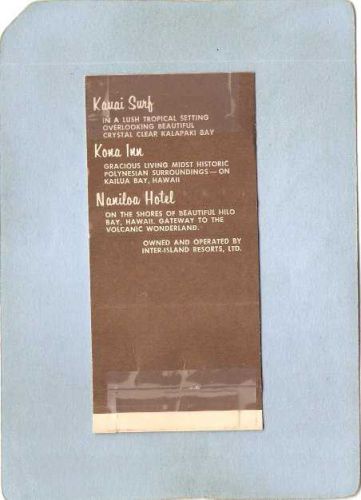 Kauai Surf
IN A LUSH TROPICAL SETTING
OVERLOOKING BEAUTIFUL
CRYSTAL CLEAR KALAPAKI BAY
Kona Inn
GRACIOUS LIVING MIDST HISTORIC
POLYNESIAN SURROUNDINGS — ON
KAILUA BAY, HAWAII
Naniloa Hotel
ON THE SHORES OF BEAUTIFUL HILO
BAY, HAWAII. GATEWAY TO THE
VOLCANIC WONDERLAND.
OWNED AND OPERATED BY
INTER-ISLAND RESORTS, LTD.